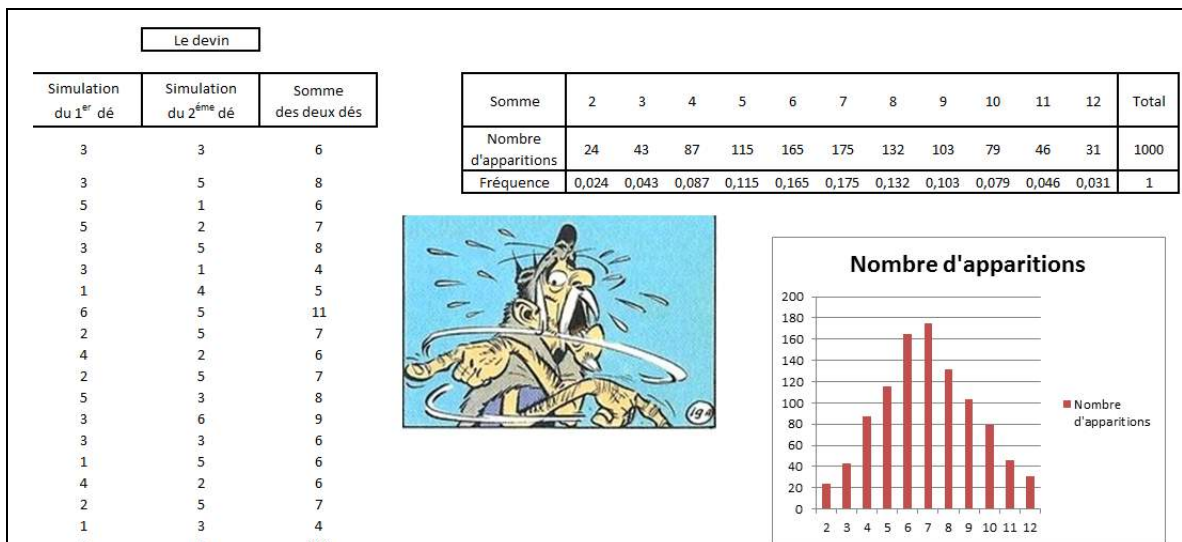 Le devin
Simulation du 1er dé Simulation du 2éme dé Somme des deux dés
3 3 6
3 5 8
5 1 6
5 2 7
3 5 8
3 1 4
1 4 5
6 5 11
2 5 7
4 2 6
2 5 7
5 3 8
3 6 9
3 3 6
1 5 6
4 2 6
2 5 7
1 3 4
Somme 2 3 4 5 6 7 8 9 10 11 12 Total
Nombre d'apparitions 24 43 87 115 165 175 132 103 79 46 31 1000
Fréquence 0,024 0,043 0,087 0,115 0,165 0,175 0,132 0,103 0,079 0,046 0,031 1
19A
Nombre d'apparitions
200
180
160
140
120
100
80
60
40
20
0
2 3 4 5 6 7 8 9 10 11 12
Nombre
d'apparitions